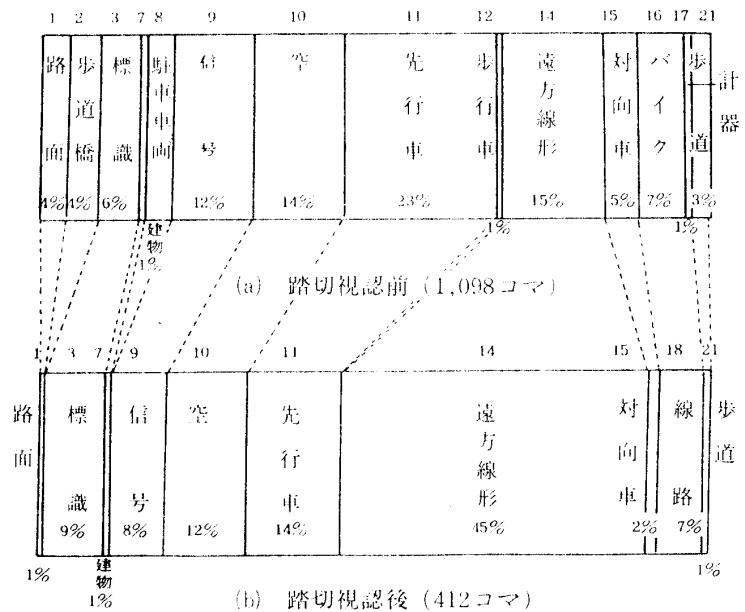 1 2 3 7 8 9 10 11 12 14 15 16 17 21
路面
歩道橋
標識
駐車車両
信号
空
先行車
歩行車
遠方線形
対向車
バイク
歩道
計器
4% 4% 6% 12% 14% 23% 15% 5% 7% 3%
建物
1% 1% 1%
(a) 踏切視認前 (1,098コマ)
1 3 7 9 10 11 14 15 18 21
路面
標識
信号
空
先行車
遠方線形
対向車
線路
歩道
9% 8% 12% 14% 45% 2% 7%
1%
建物
1%
1%
(b) 踏切視認後 (412コマ)